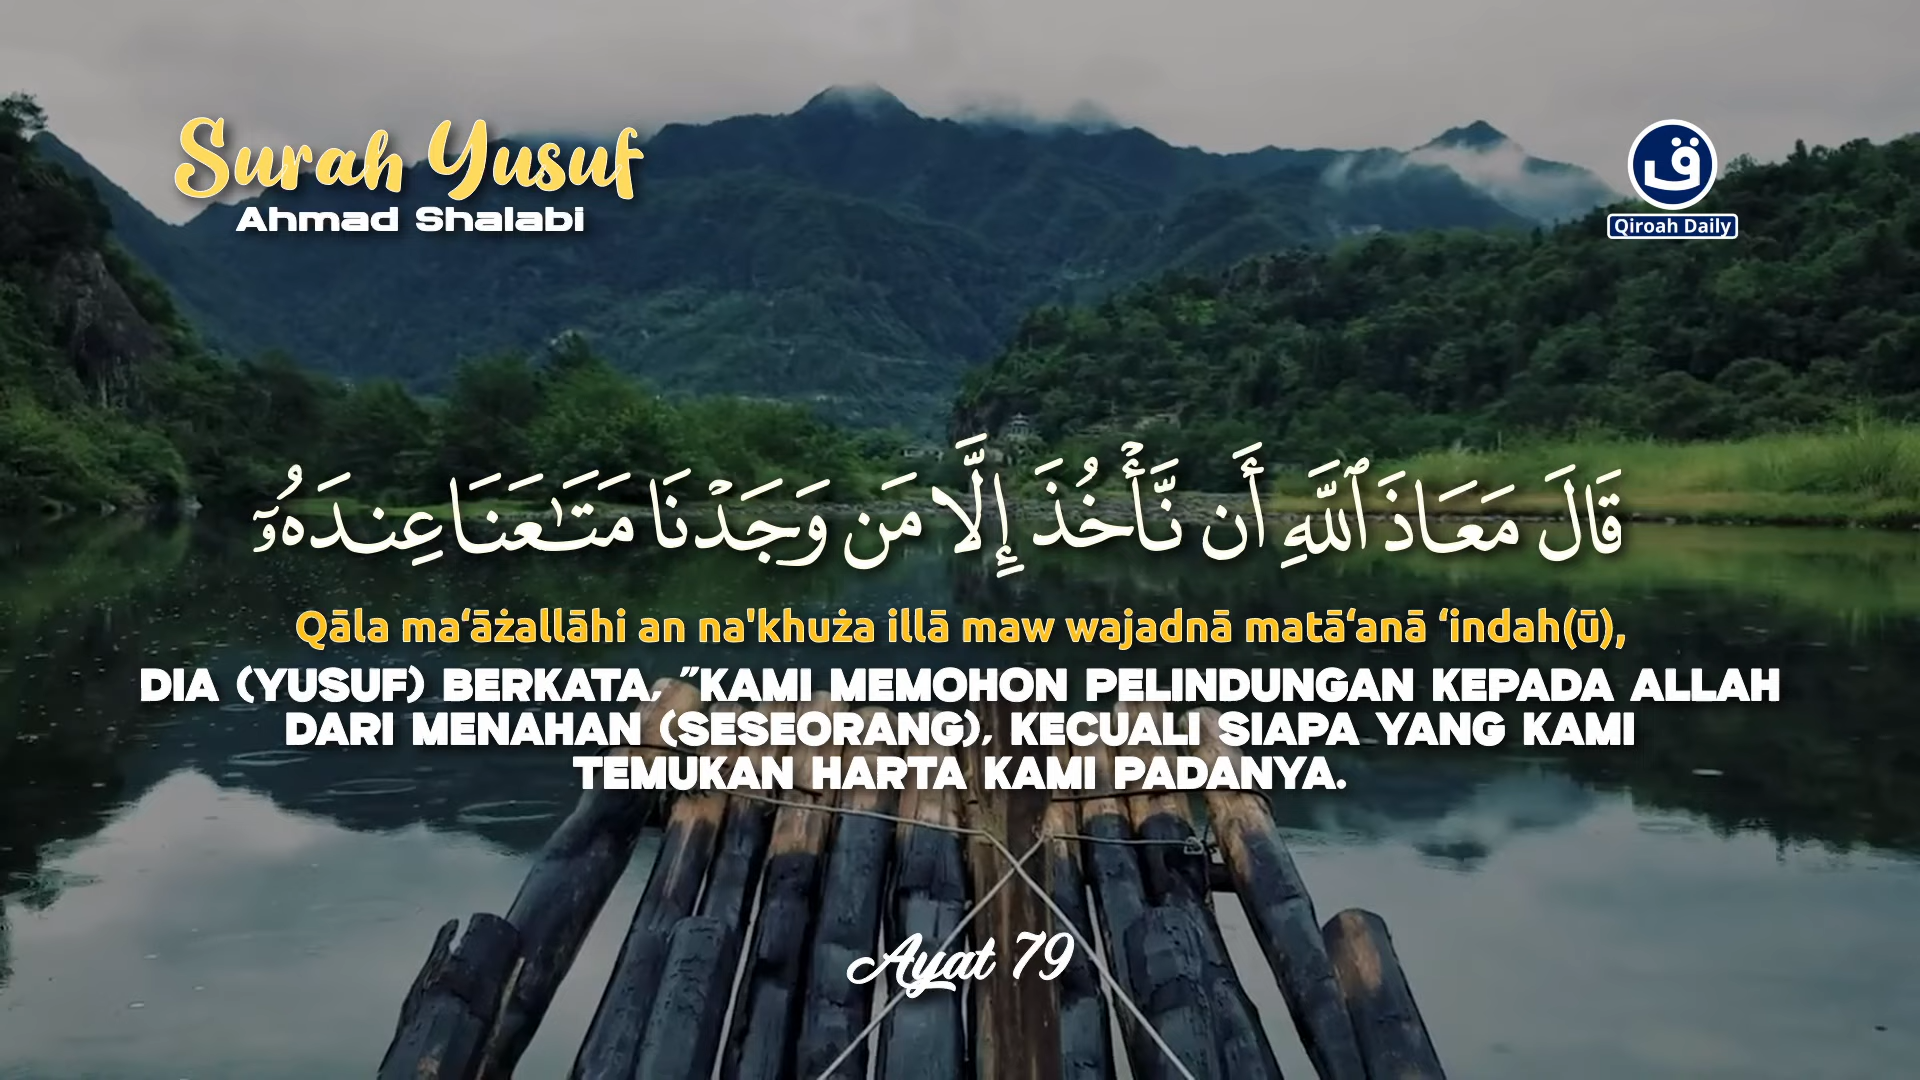 Surah Yusuf
Ahmad Shalabi
ق
Qiroah Daily
قَالَ مَعَاذَ ٱللَّهِ أَن نَّأْخُذَ إِلَّا مَن وَجَدْنَا مَتَـٰعَنَا عِندَهُۥٓ
Qāla ma‘āżallāhi an na'khuża illā maw wajadnā matā‘anā ‘indah(ū),
DIA (YUSUF) BERKATA, "KAMI MEMOHON PELINDUNGAN KEPADA ALLAH
DARI MENAHAN (SESEORANG), KECUALI SIAPA YANG KAMI
TEMUKAN HARTA KAMI PADANYA.
Ayat 79